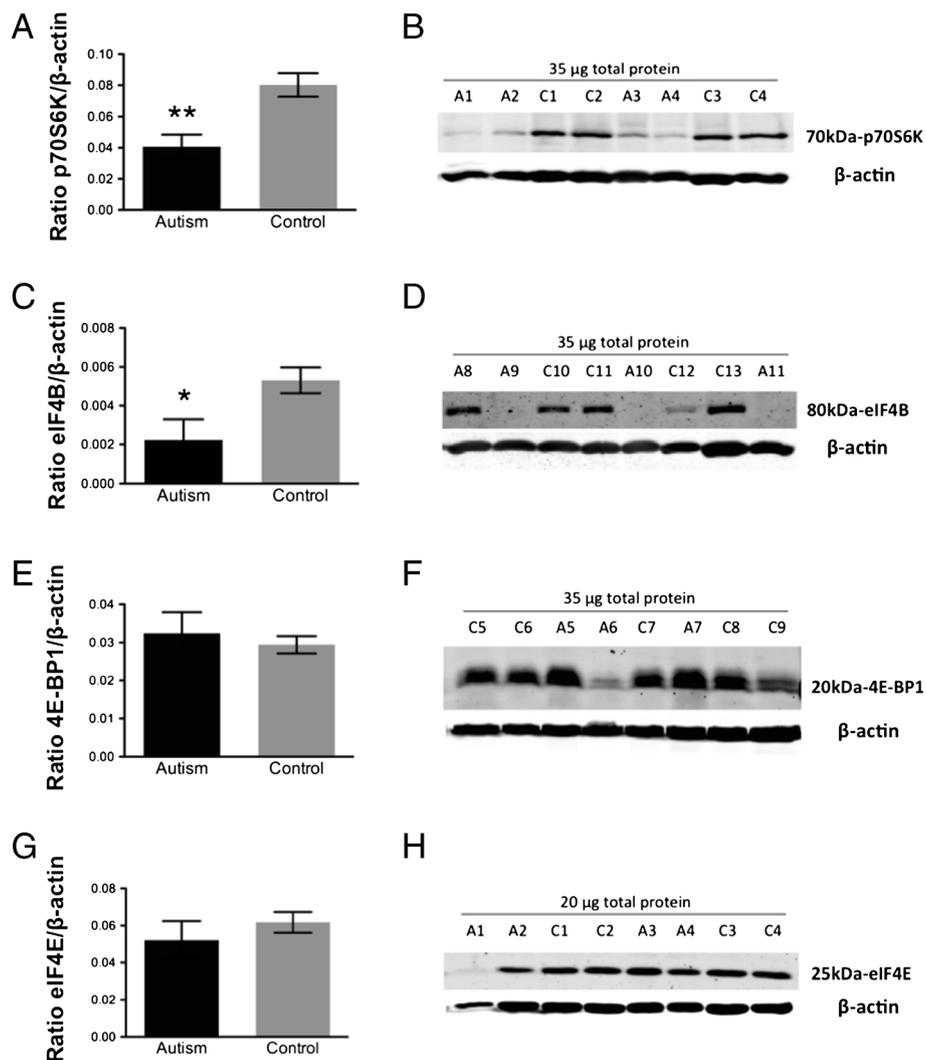 A
Ratio p70S6K/β-actin
0.10
0.08
0.06
0.04
0.02
0.00
**
Autism Control
B
35 µg total protein
A1 A2 C1 C2 A3 A4 C3 C4
70kDa-p70S6K
β-actin
C
Ratio eIF4B/β-actin
0.008
0.006
0.004
0.002
0.000
*
Autism Control
D
35 µg total protein
A8 A9 C10 C11 A10 C12 C13 A11
80kDa-eIF4B
β-actin
E
Ratio 4E-BP1/β-actin
0.04
0.03
0.02
0.01
0.00
Autism Control
F
35 µg total protein
C5 C6 A5 A6 C7 A7 C8 C9
20kDa-4E-BP1
β-actin
G
Ratio eIF4E/β-actin
0.08
0.06
0.04
0.02
0.00
Autism Control
H
20 µg total protein
A1 A2 C1 C2 A3 A4 C3 C4
25kDa-eIF4E
β-actin